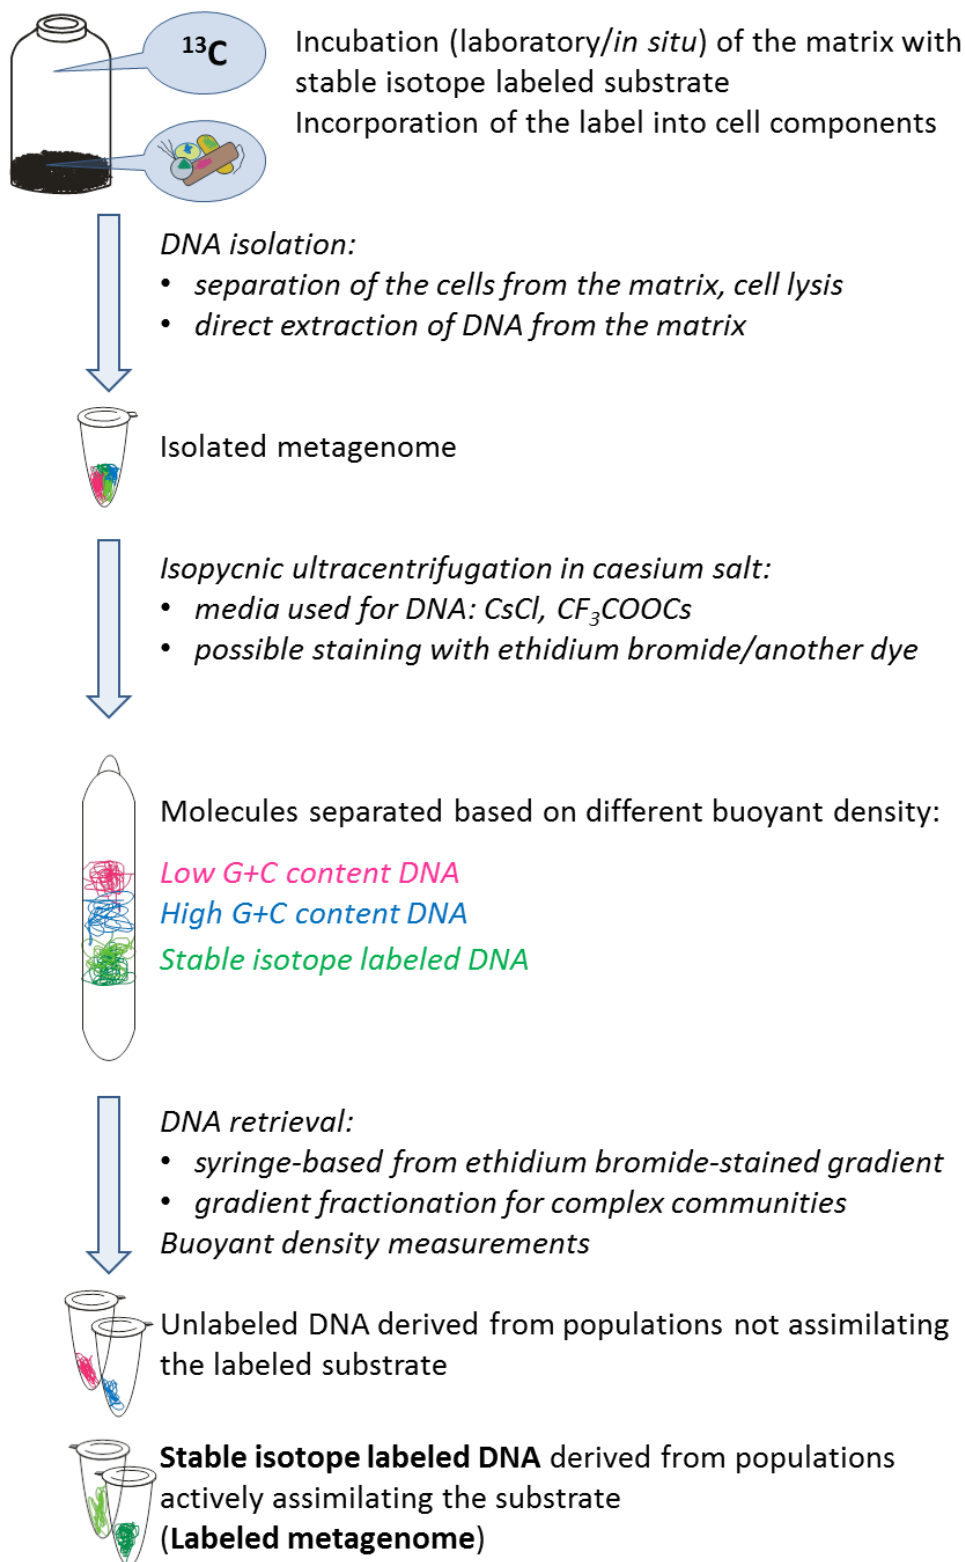 ¹³C
Incubation (laboratory/in situ) of the matrix with
stable isotope labeled substrate
Incorporation of the label into cell components
DNA isolation:
• separation of the cells from the matrix, cell lysis
• direct extraction of DNA from the matrix
Isolated metagenome
Isopycnic ultracentrifugation in caesium salt:
• media used for DNA: CsCl, CF₃COOCs
• possible staining with ethidium bromide/another dye
Molecules separated based on different buoyant density:
Low G+C content DNA
High G+C content DNA
Stable isotope labeled DNA
DNA retrieval:
• syringe-based from ethidium bromide-stained gradient
• gradient fractionation for complex communities
Buoyant density measurements
Unlabeled DNA derived from populations not assimilating
the labeled substrate
Stable isotope labeled DNA derived from populations
actively assimilating the substrate
(Labeled metagenome)